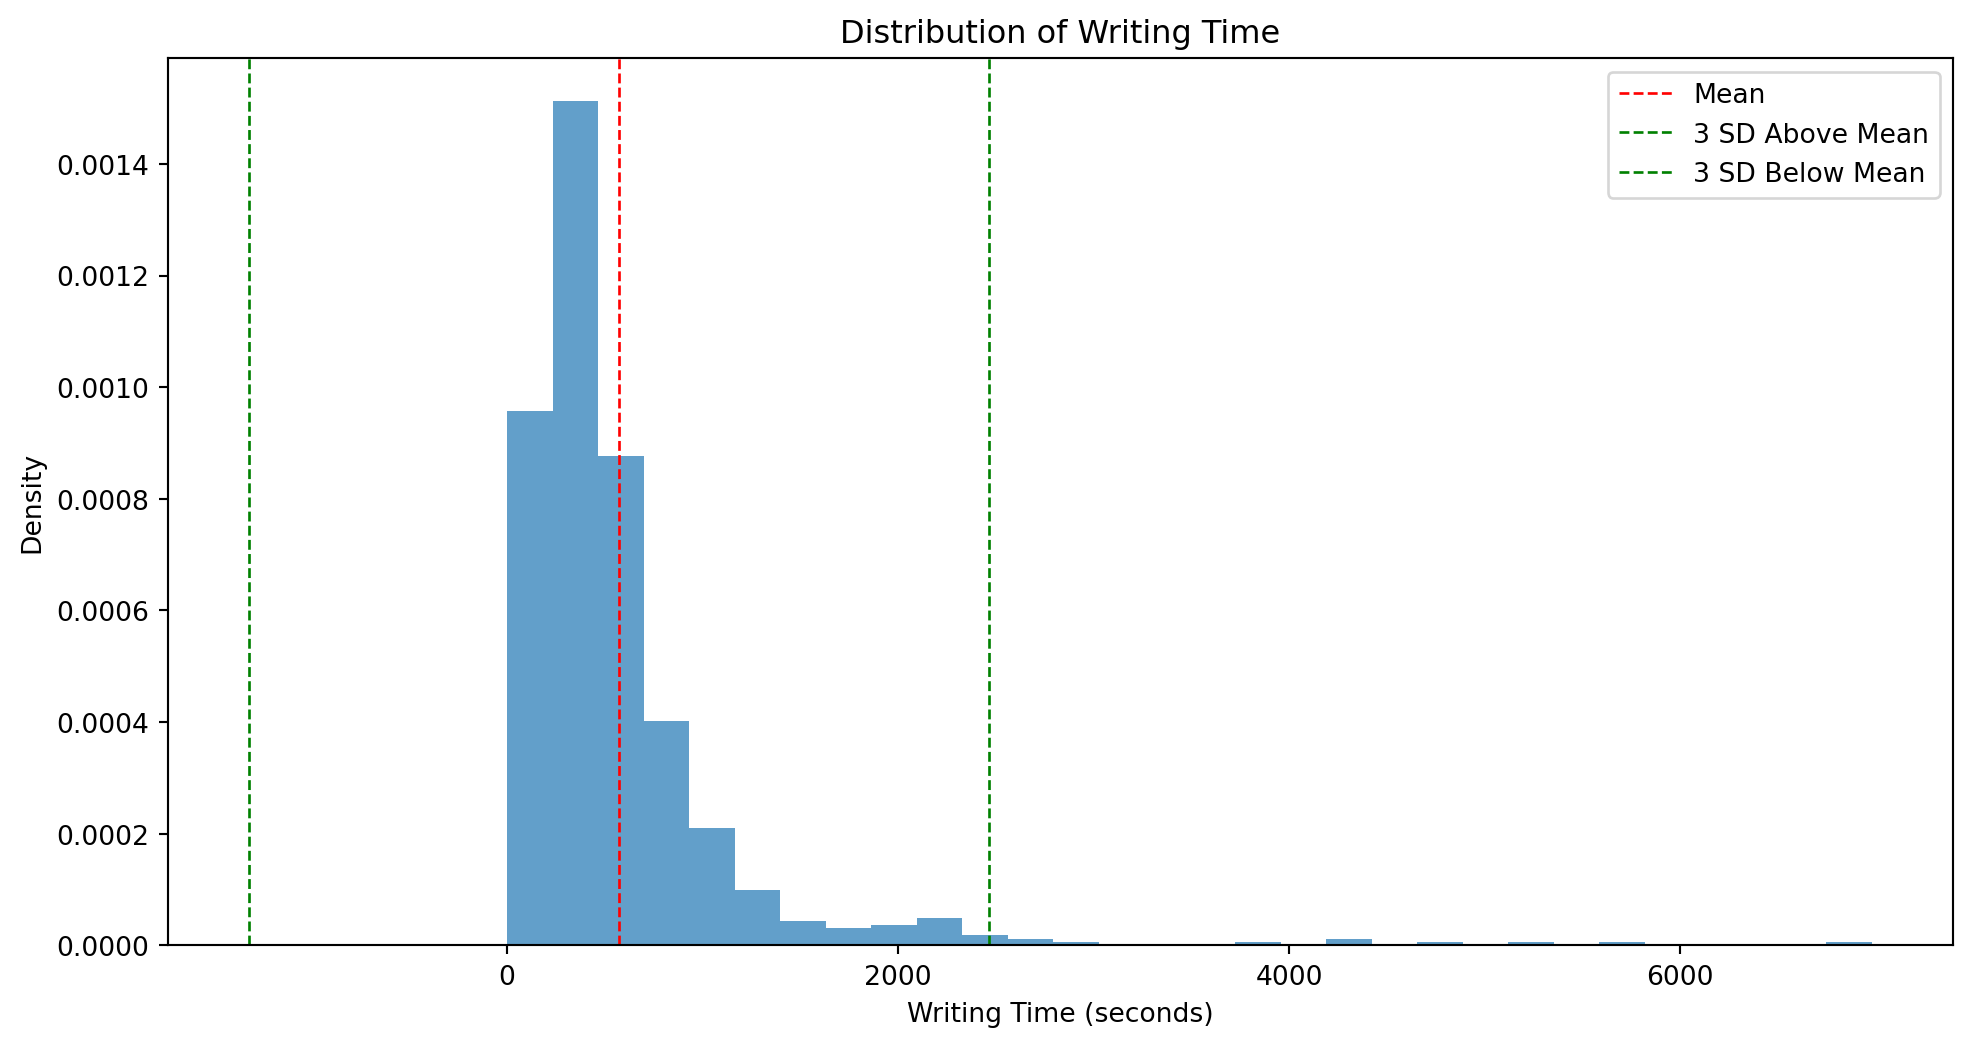 Distribution of Writing Time
Mean
3 SD Above Mean
3 SD Below Mean
Density
0.0014
0.0012
0.0010
0.0008
0.0006
0.0004
0.0002
0.0000
0 2000 4000 6000
Writing Time (seconds)